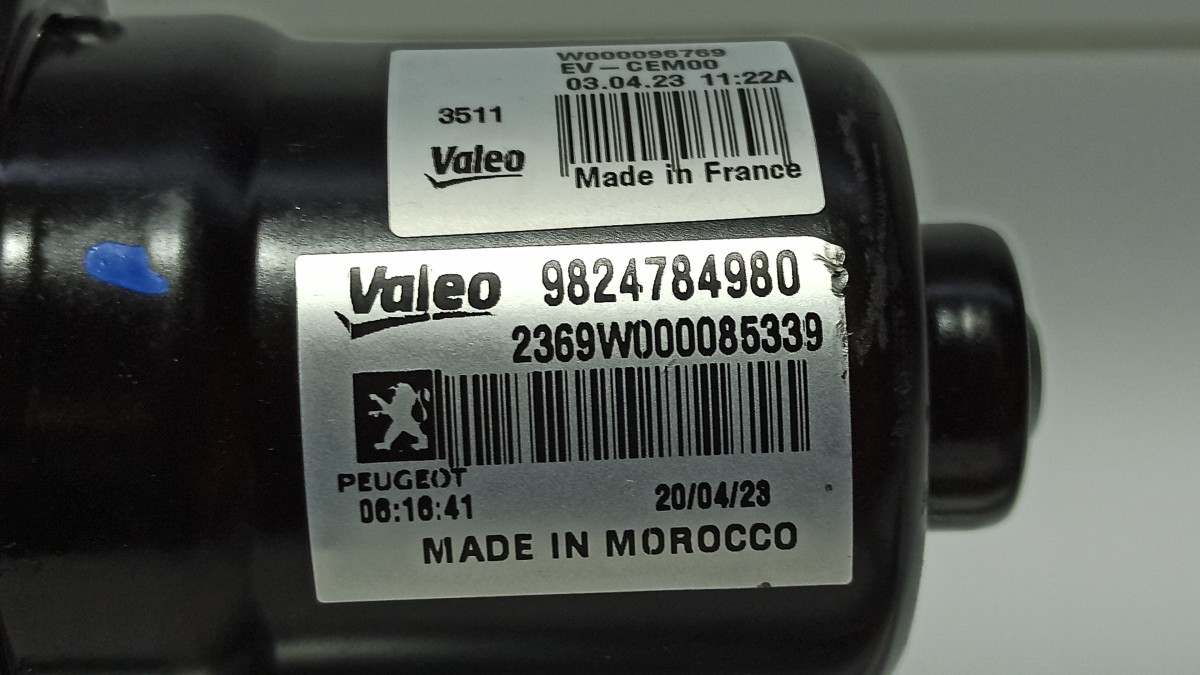 W000096769
EV-CEM00
03.04.23 11:22A
3511
Valeo
Made in France
Valeo 9824784980
2369W000085339
PEUGEOT
06:16:41 20/04/23
MADE IN MOROCCO